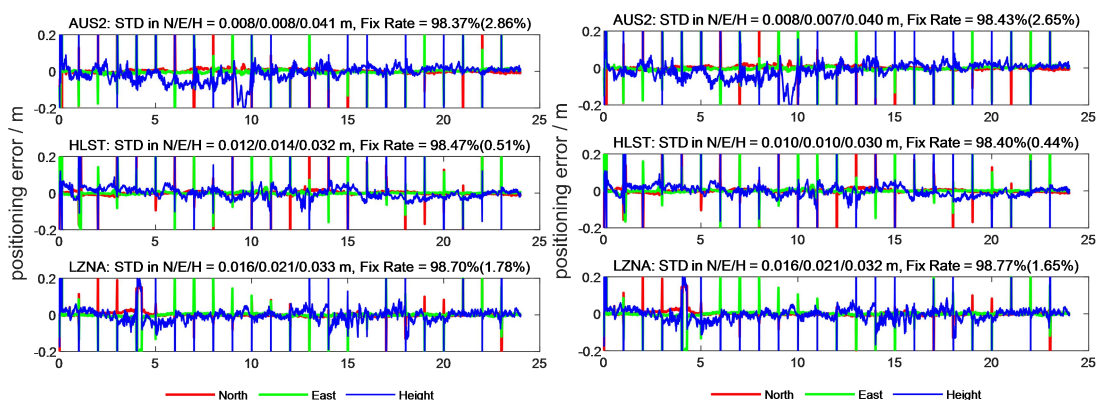 AUS2: STD in N/E/H = 0.008/0.008/0.041 m, Fix Rate = 98.37%(2.86%)
0.2
0
-0.2
0 5 10 15 20 25
HLST: STD in N/E/H = 0.012/0.014/0.032 m, Fix Rate = 98.47%(0.51%)
0.2
0
-0.2
0 5 10 15 20 25
LZNA: STD in N/E/H = 0.016/0.021/0.033 m, Fix Rate = 98.70%(1.78%)
0.2
0
-0.2
0 5 10 15 20 25
positioning error / m
North East Height
AUS2: STD in N/E/H = 0.008/0.007/0.040 m, Fix Rate = 98.43%(2.65%)
0.2
0
-0.2
0 5 10 15 20 25
HLST: STD in N/E/H = 0.010/0.010/0.030 m, Fix Rate = 98.40%(0.44%)
0.2
0
-0.2
0 5 10 15 20 25
LZNA: STD in N/E/H = 0.016/0.021/0.032 m, Fix Rate = 98.77%(1.65%)
0.2
0
-0.2
0 5 10 15 20 25
positioning error / m
North East Height